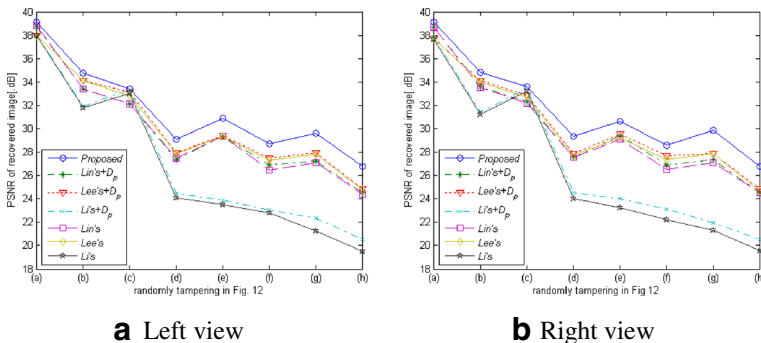 PSNR of recovered image[.dB]
40
38
36
34
32
30
28
26
24
22
20
18
Proposed
Lin's+Dp
Lee's+Dp
Li's+Dp
Lin's
Lee's
Li's
(a) (b) (c) (d) (e) (f) (g) (h)
randomly tampering in Fig. 12
a Left view
PSNR of recovered image[.dB]
40
38
36
34
32
30
28
26
24
22
20
18
Proposed
Lin's+Dp
Lee's+Dp
Li's+Dp
Lin's
Lee's
Li's
(a) (b) (c) (d) (e) (f) (g) (h)
randomly tampering in Fig. 12
b Right view